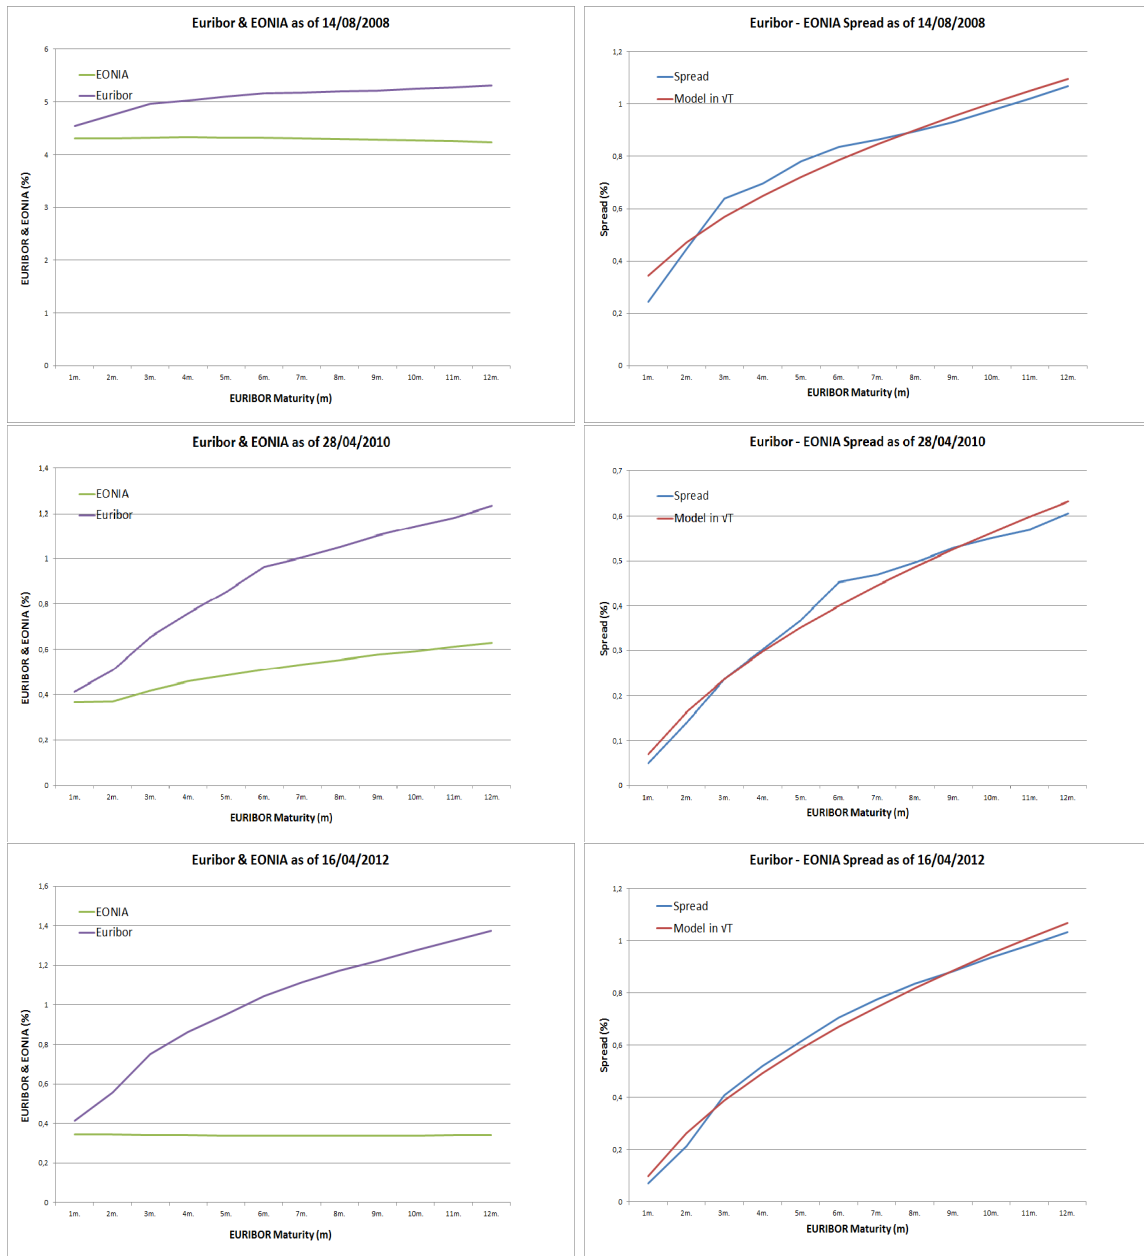 Euribor & EONIA as of 14/08/2008
6
5
4
3
2
1
0
EURIBOR & EONIA (%)
EONIA
Euribor
1m. 2m. 3m. 4m. 5m. 6m. 7m. 8m. 9m. 10m. 11m. 12m.
EURIBOR Maturity (m)
Euribor - EONIA Spread as of 14/08/2008
1,2
1
0,8
0,6
0,4
0,2
0
Spread (%)
Spread
Model in √T
1m. 2m. 3m. 4m. 5m. 6m. 7m. 8m. 9m. 10m. 11m. 12m.
EURIBOR Maturity (m)
Euribor & EONIA as of 28/04/2010
1,4
1,2
1
0,8
0,6
0,4
0,2
0
EURIBOR & EONIA (%)
EONIA
Euribor
1m. 2m. 3m. 4m. 5m. 6m. 7m. 8m. 9m. 10m. 11m. 12m.
EURIBOR Maturity (m)
Euribor - EONIA Spread as of 28/04/2010
0,7
0,6
0,5
0,4
0,3
0,2
0,1
0
Spread (%)
Spread
Model in √T
1m. 2m. 3m. 4m. 5m. 6m. 7m. 8m. 9m. 10m. 11m. 12m.
EURIBOR Maturity (m)
Euribor & EONIA as of 16/04/2012
1,6
1,4
1,2
1
0,8
0,6
0,4
0,2
0
EURIBOR & EONIA (%)
EONIA
Euribor
1m. 2m. 3m. 4m. 5m. 6m. 7m. 8m. 9m. 10m. 11m. 12m.
EURIBOR Maturity (m)
Euribor - EONIA Spread as of 16/04/2012
1,2
1
0,8
0,6
0,4
0,2
0
Spread (%)
Spread
Model in √T
1m. 2m. 3m. 4m. 5m. 6m. 7m. 8m. 9m. 10m. 11m. 12m.
EURIBOR Maturity (m)